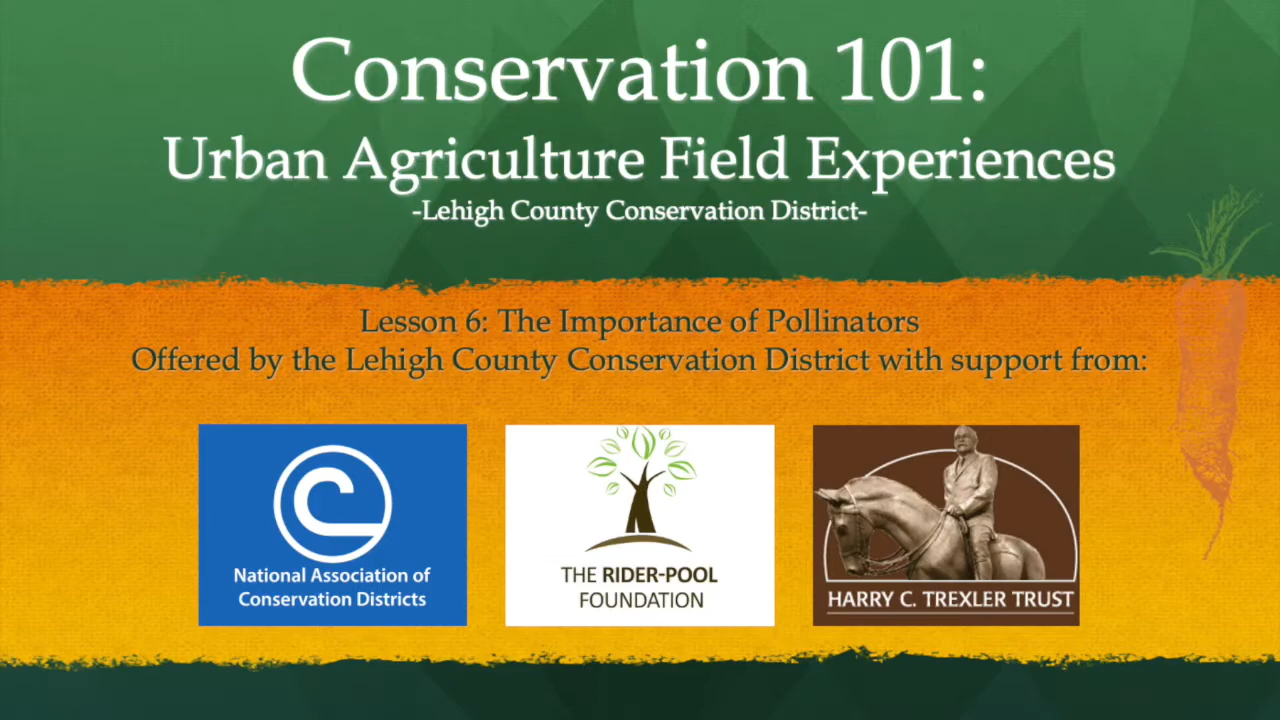 Conservation 101:
Urban Agriculture Field Experiences
-Lehigh County Conservation District-
Lesson 6: The Importance of Pollinators
Offered by the Lehigh County Conservation District with support from:
National Association of
Conservation Districts
THE RIDER-POOL
FOUNDATION
HARRY C. TREXLER TRUST